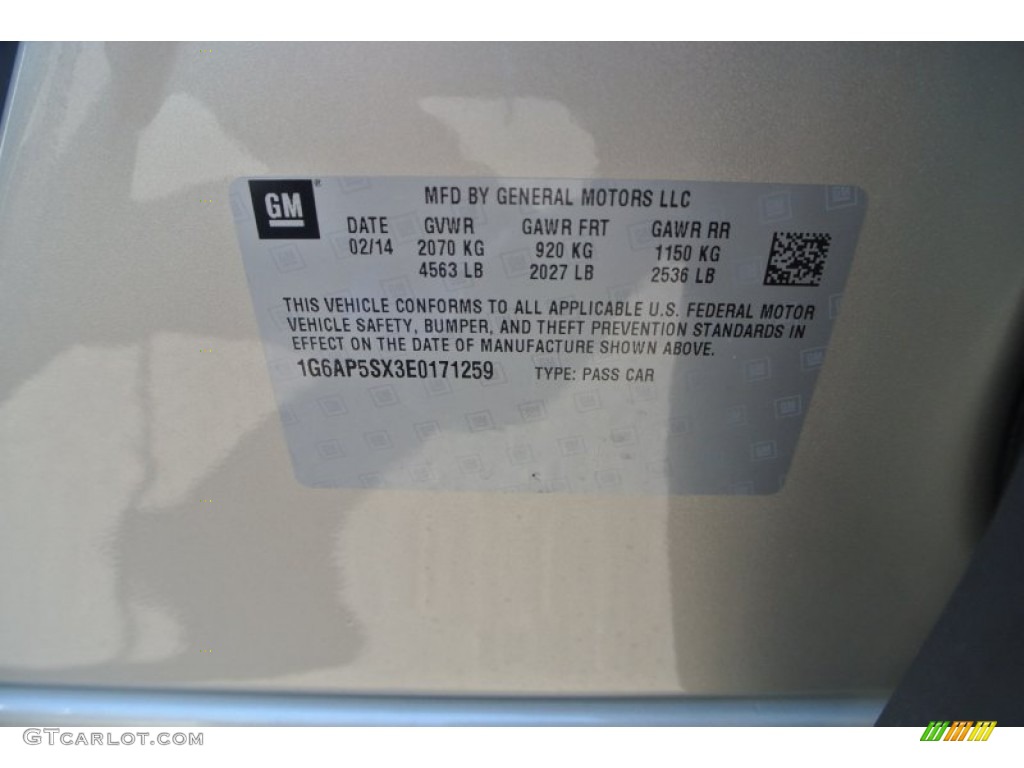 GM
MFD BY GENERAL MOTORS LLC
DATE GVWR GAWR FRT GAWR RR
02/14 2070 KG 920 KG 1150 KG
4563 LB 2027 LB 2536 LB
THIS VEHICLE CONFORMS TO ALL APPLICABLE U.S. FEDERAL MOTOR
VEHICLE SAFETY, BUMPER, AND THEFT PREVENTION STANDARDS IN
EFFECT ON THE DATE OF MANUFACTURE SHOWN ABOVE.
1G6AP5SX3E0171259 TYPE: PASS CAR
GTCarLot.com